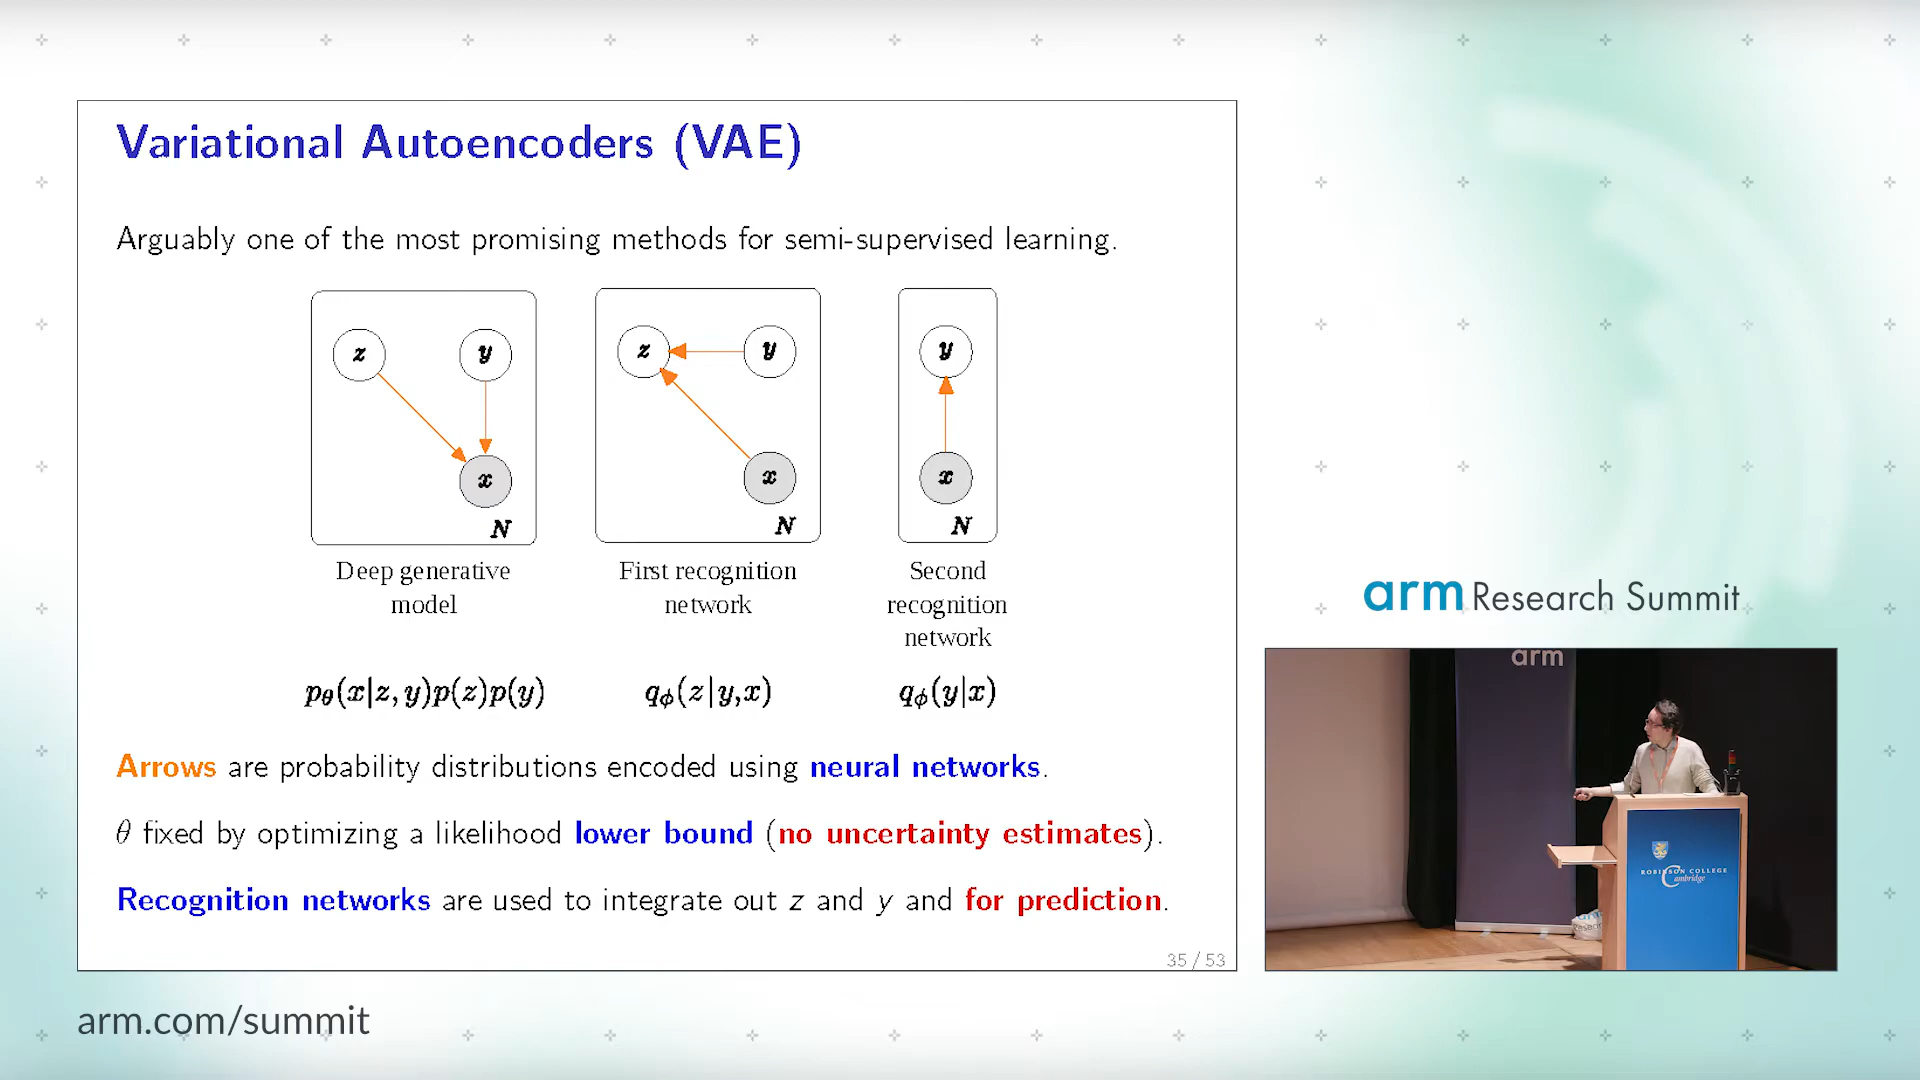 Variational Autoencoders (VAE)
Arguably one of the most promising methods for semi-supervised learning.
z y
x
N
z y
x
N
y
x
N
Deep generative
model
First recognition
network
Second
recognition
network
pθ(x|z, y)p(z)p(y)
qϕ(z|y,x)
qϕ(y|x)
Arrows are probability distributions encoded using neural networks.
θ fixed by optimizing a likelihood lower bound (no uncertainty estimates).
Recognition networks are used to integrate out z and y and for prediction.
35 / 53
arm Research Summit
arm
ROBINSON COLLEGE
Cambridge
arm.com/summit